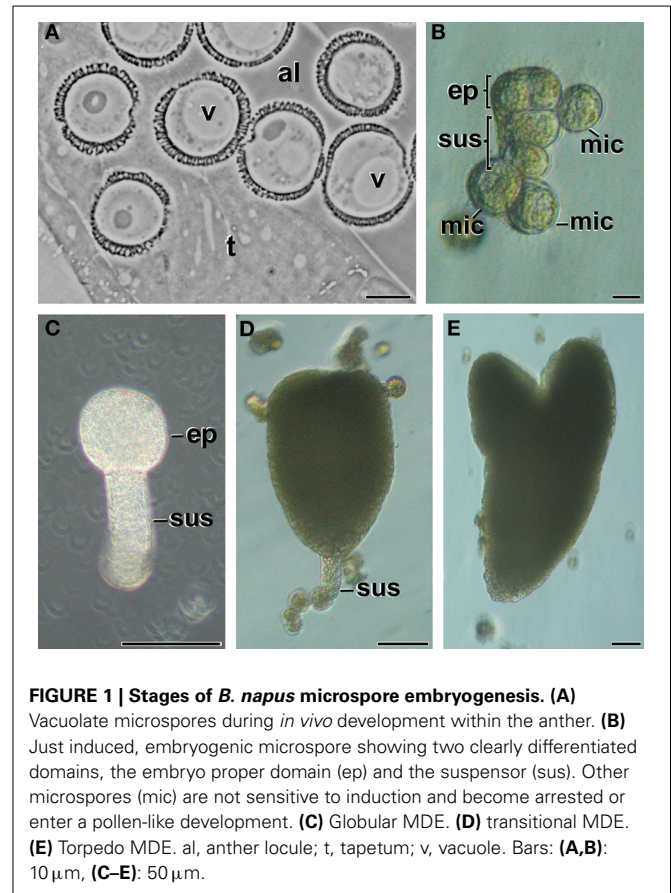 A
al
v
v
t
B
ep
sus
mic
mic
mic
C
ep
sus
D
sus
E
FIGURE 1 | Stages of B. napus microspore embryogenesis. (A)
Vacuolate microspores during in vivo development within the anther. (B)
Just induced, embryogenic microspore showing two clearly differentiated
domains, the embryo proper domain (ep) and the suspensor (sus). Other
microspores (mic) are not sensitive to induction and become arrested or
enter a pollen-like development. (C) Globular MDE. (D) transitional MDE.
(E) Torpedo MDE. al, anther locule; t, tapetum; v, vacuole. Bars: (A,B):
10 μm, (C–E): 50 μm.